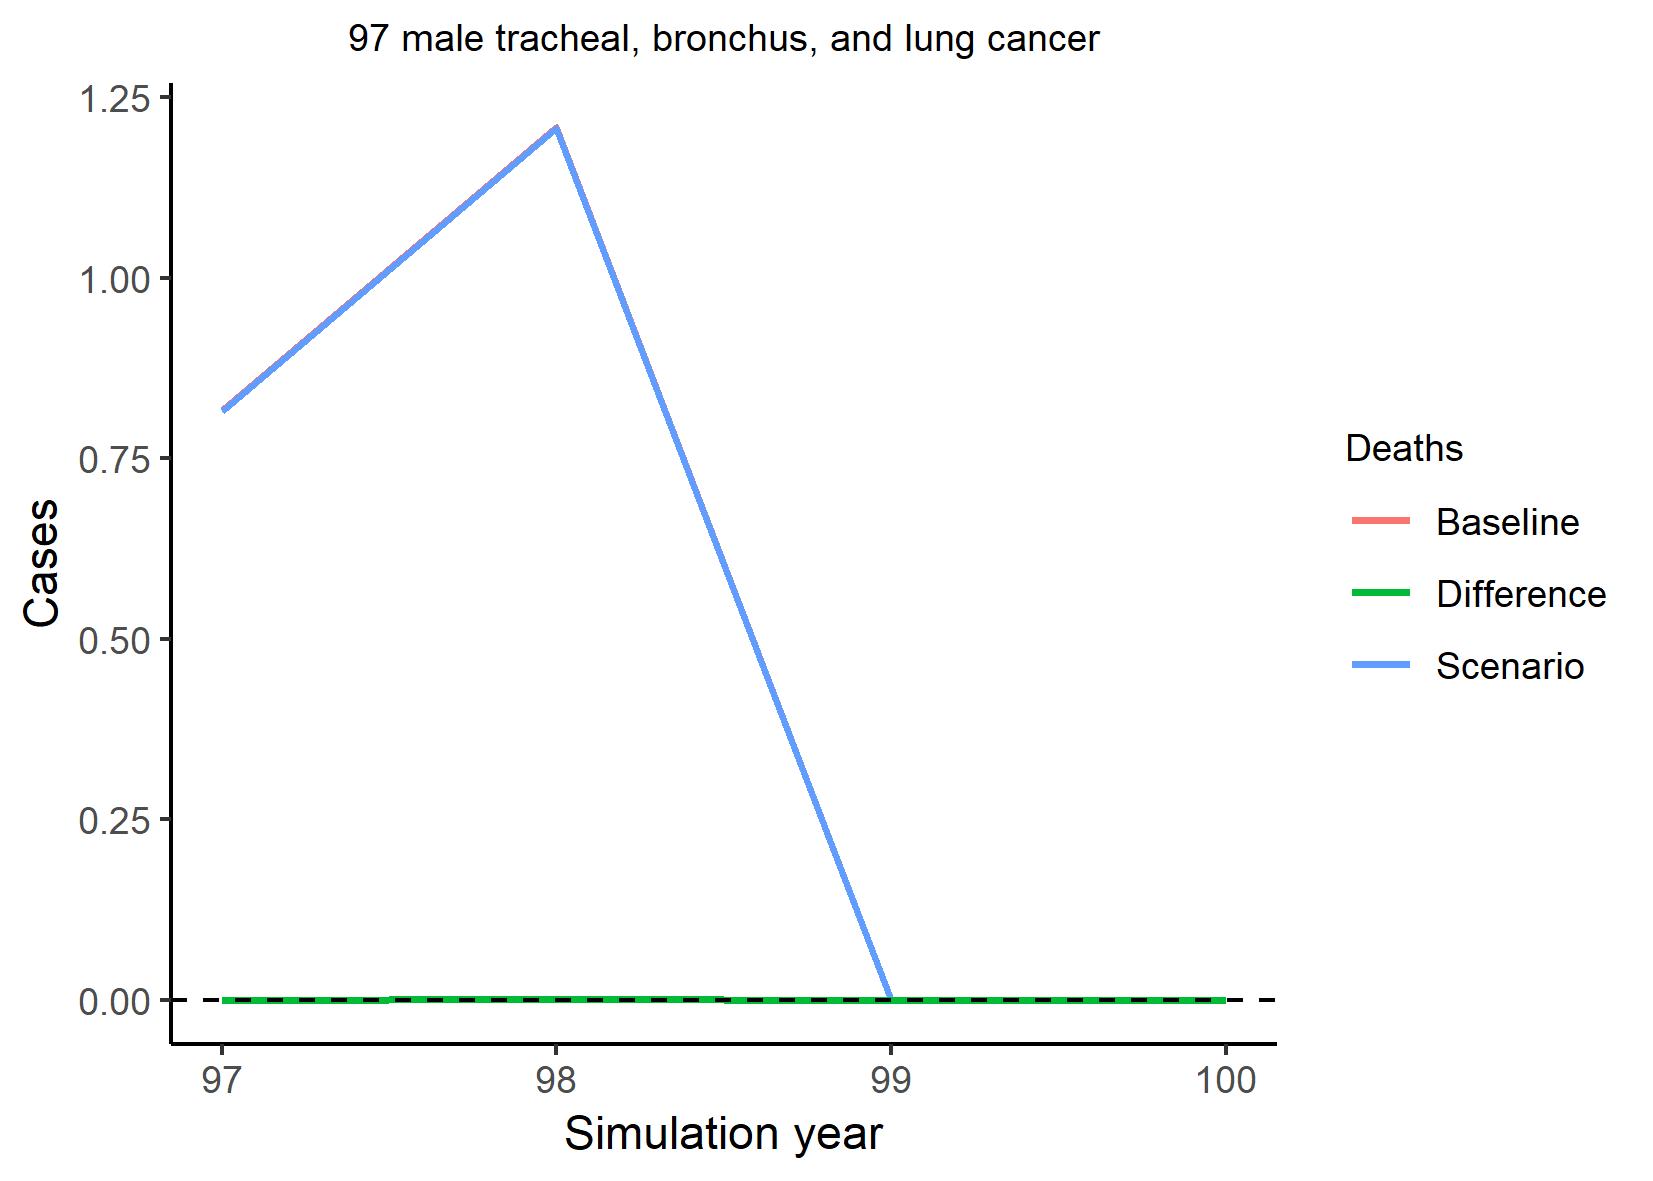 97 male tracheal, bronchus, and lung cancer
1.25
1.00
0.75
0.50
0.25
0.00
Cases
97 98 99 100
Simulation year
Deaths
Baseline
Difference
Scenario